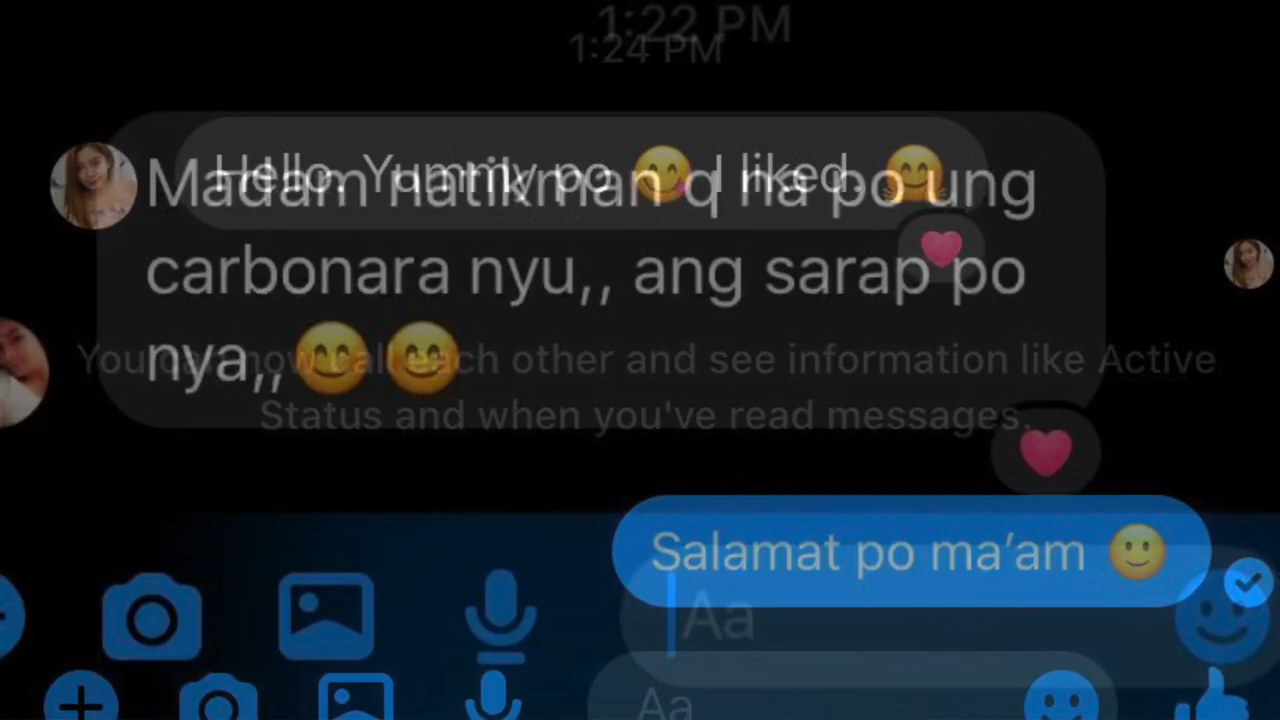 1:22 PM
1:24 PM
Hello. Yummy po 😋 I liked. 🤗
Madam natikman q na po ung
carbonara nyu,, ang sarap po
nya,, 😊😊
You can now call each other and see information like Active
Status and when you've read messages.
Salamat po ma’am 🙂
Aa
Aa